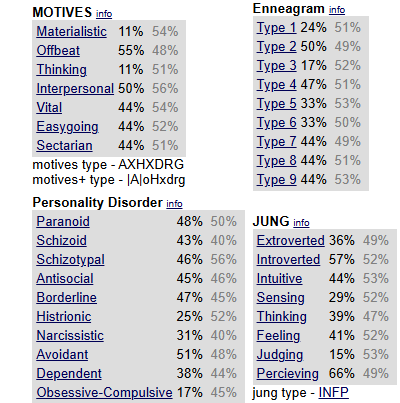 MOTIVES info
Materialistic 11% 54%
Offbeat 55% 48%
Thinking 11% 51%
Interpersonal 50% 56%
Vital 44% 54%
Easygoing 44% 52%
Sectarian 44% 51%
motives type - AXHXDRG
motives+ type - |A|oHxdrg
Enneagram info
Type 1 24% 51%
Type 2 50% 49%
Type 3 17% 52%
Type 4 47% 51%
Type 5 33% 53%
Type 6 33% 50%
Type 7 44% 49%
Type 8 44% 51%
Type 9 44% 53%
Personality Disorder info
Paranoid 48% 50%
Schizoid 43% 40%
Schizotypal 46% 56%
Antisocial 45% 46%
Borderline 47% 45%
Histrionic 25% 52%
Narcissistic 31% 40%
Avoidant 51% 48%
Dependent 38% 44%
Obsessive-Compulsive 17% 45%
JUNG info
Extroverted 36% 49%
Introverted 57% 52%
Intuitive 44% 53%
Sensing 29% 52%
Thinking 39% 47%
Feeling 41% 52%
Judging 15% 53%
Percieving 66% 49%
jung type - INFP